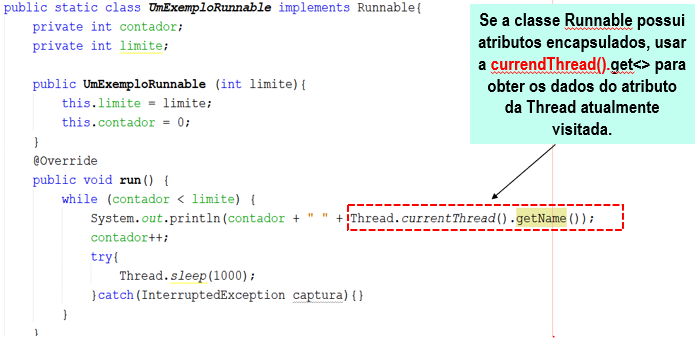 public static class UmExemploRunnable implements Runnable{
private int contador;
private int limite;
public UmExemploRunnable (int limite){
this.limite = limite;
this.contador = 0;
}
@Override
public void run() {
while (contador < limite) {
System.out.println(contador + " " + Thread.currentThread().getName());
contador++;
try{
Thread.sleep(1000);
}catch(InterruptedException captura){}
}
}
Se a classe Runnable possui
atributos encapsulados, usar
a currendThread().get<> para
obter os dados do atributo
da Thread atualmente
visitada.